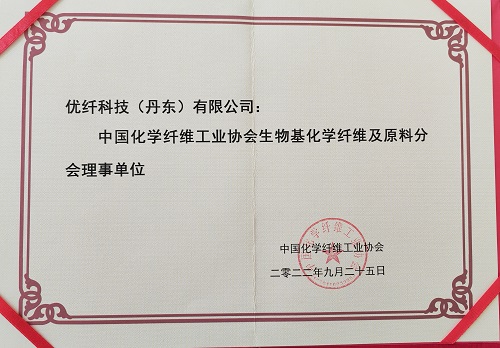 优纤科技（丹东）有限公司：
中国化学纤维工业协会生物基化学纤维及原料分
会理事单位
中国化学纤维工业协会
二零二二年九月二十五日